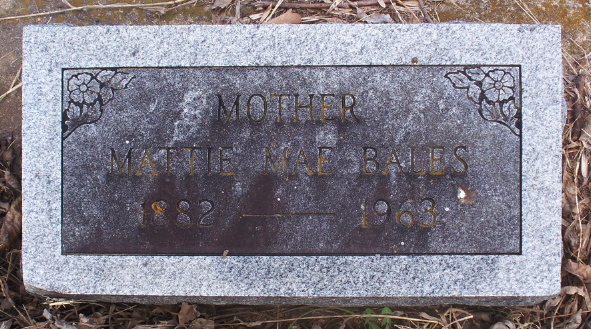 MOTHER
MATTIE MAE BALES
1882 — 1963